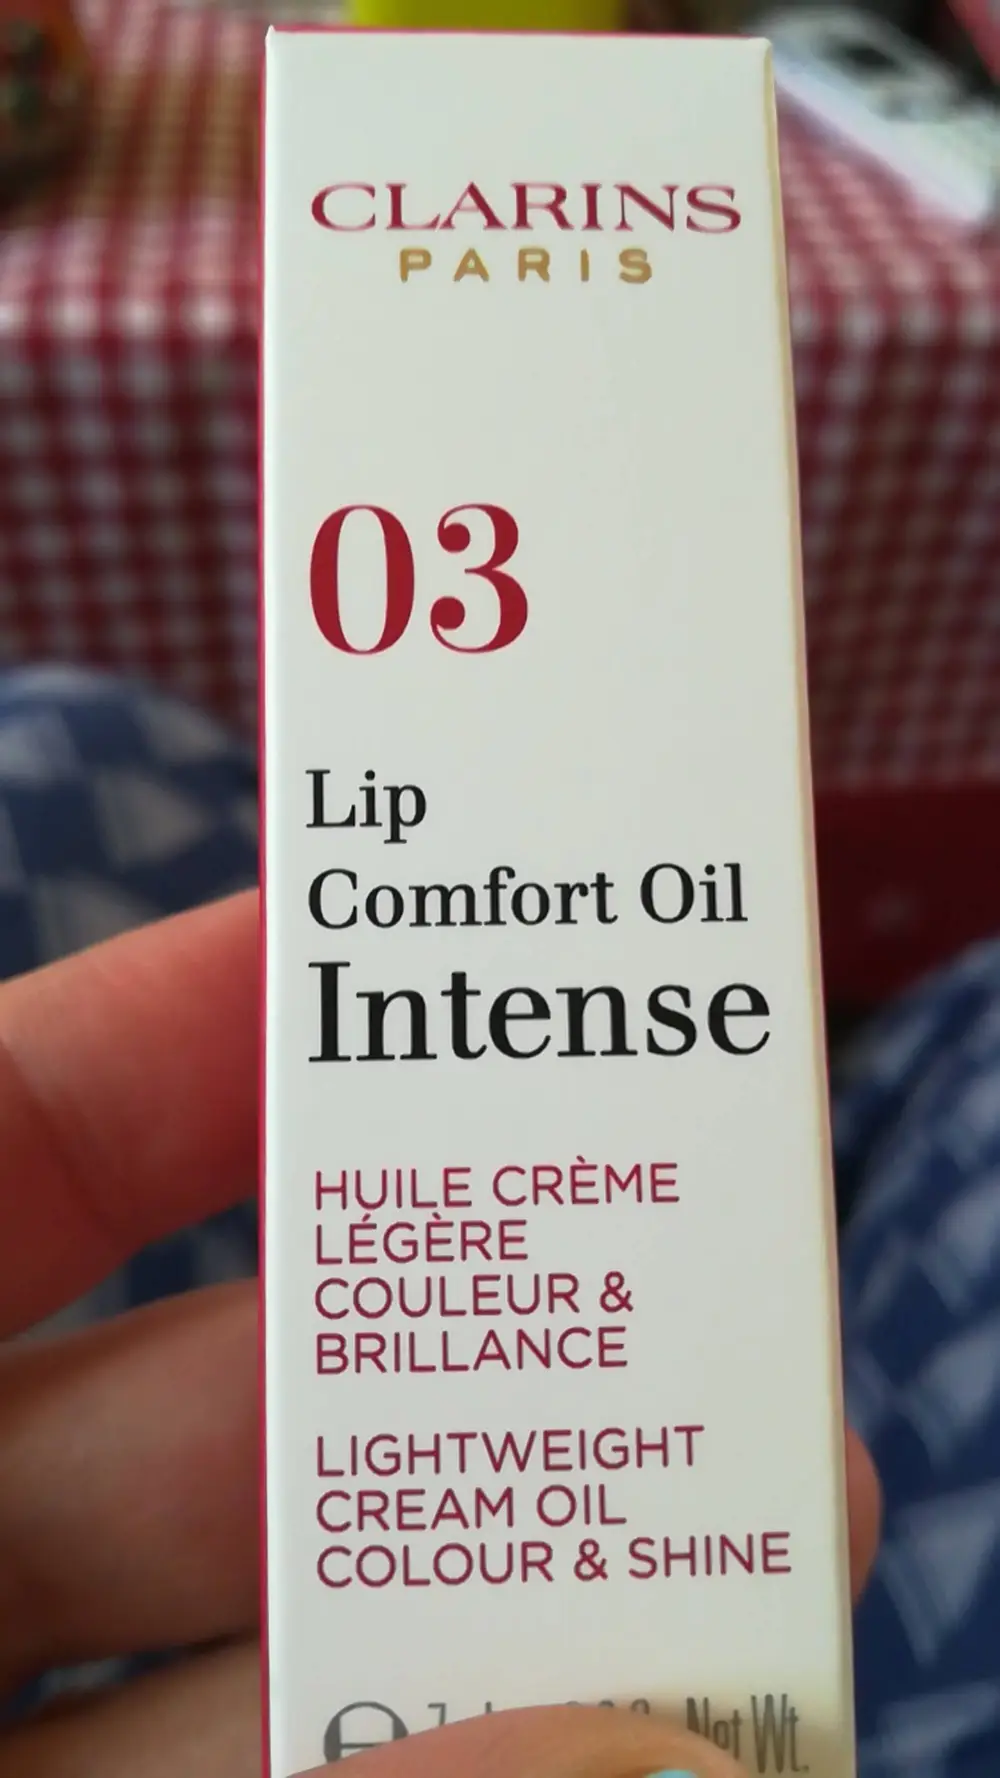 CLARINS
PARIS
03
Lip
Comfort Oil
Intense
HUILE CRÈME
LÉGÈRE
COULEUR &
BRILLANCE
LIGHTWEIGHT
CREAM OIL
COLOUR & SHINE
Net Wt.